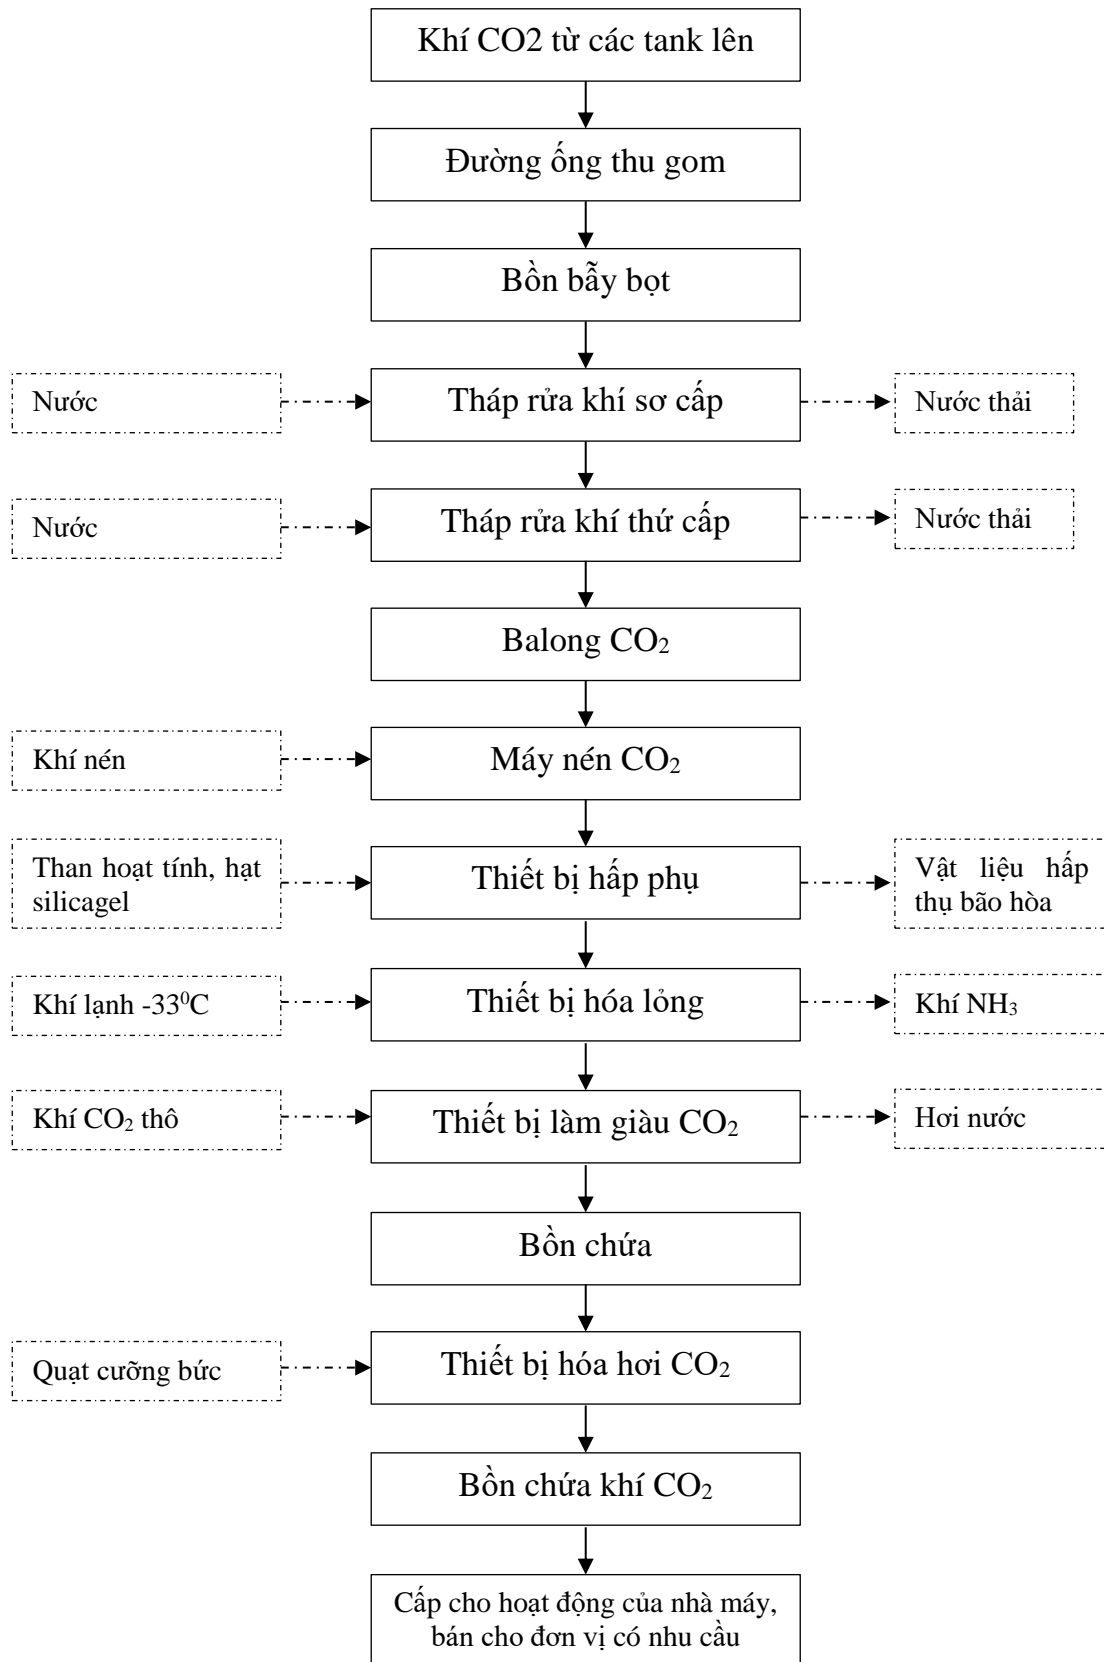 Khí CO2 từ các tank lên
Đường ống thu gom
Bồn bẫy bọt
Nước
Tháp rửa khí sơ cấp
Nước thải
Nước
Tháp rửa khí thứ cấp
Nước thải
Balong CO₂
Khí nén
Máy nén CO₂
Than hoạt tính, hạt
silicagel
Thiết bị hấp phụ
Vật liệu hấp
thụ bão hòa
Khí lạnh -33⁰C
Thiết bị hóa lỏng
Khí NH₃
Khí CO₂ thô
Thiết bị làm giàu CO₂
Hơi nước
Bồn chứa
Quạt cưỡng bức
Thiết bị hóa hơi CO₂
Bồn chứa khí CO₂
Cấp cho hoạt động của nhà máy,
bán cho đơn vị có nhu cầu